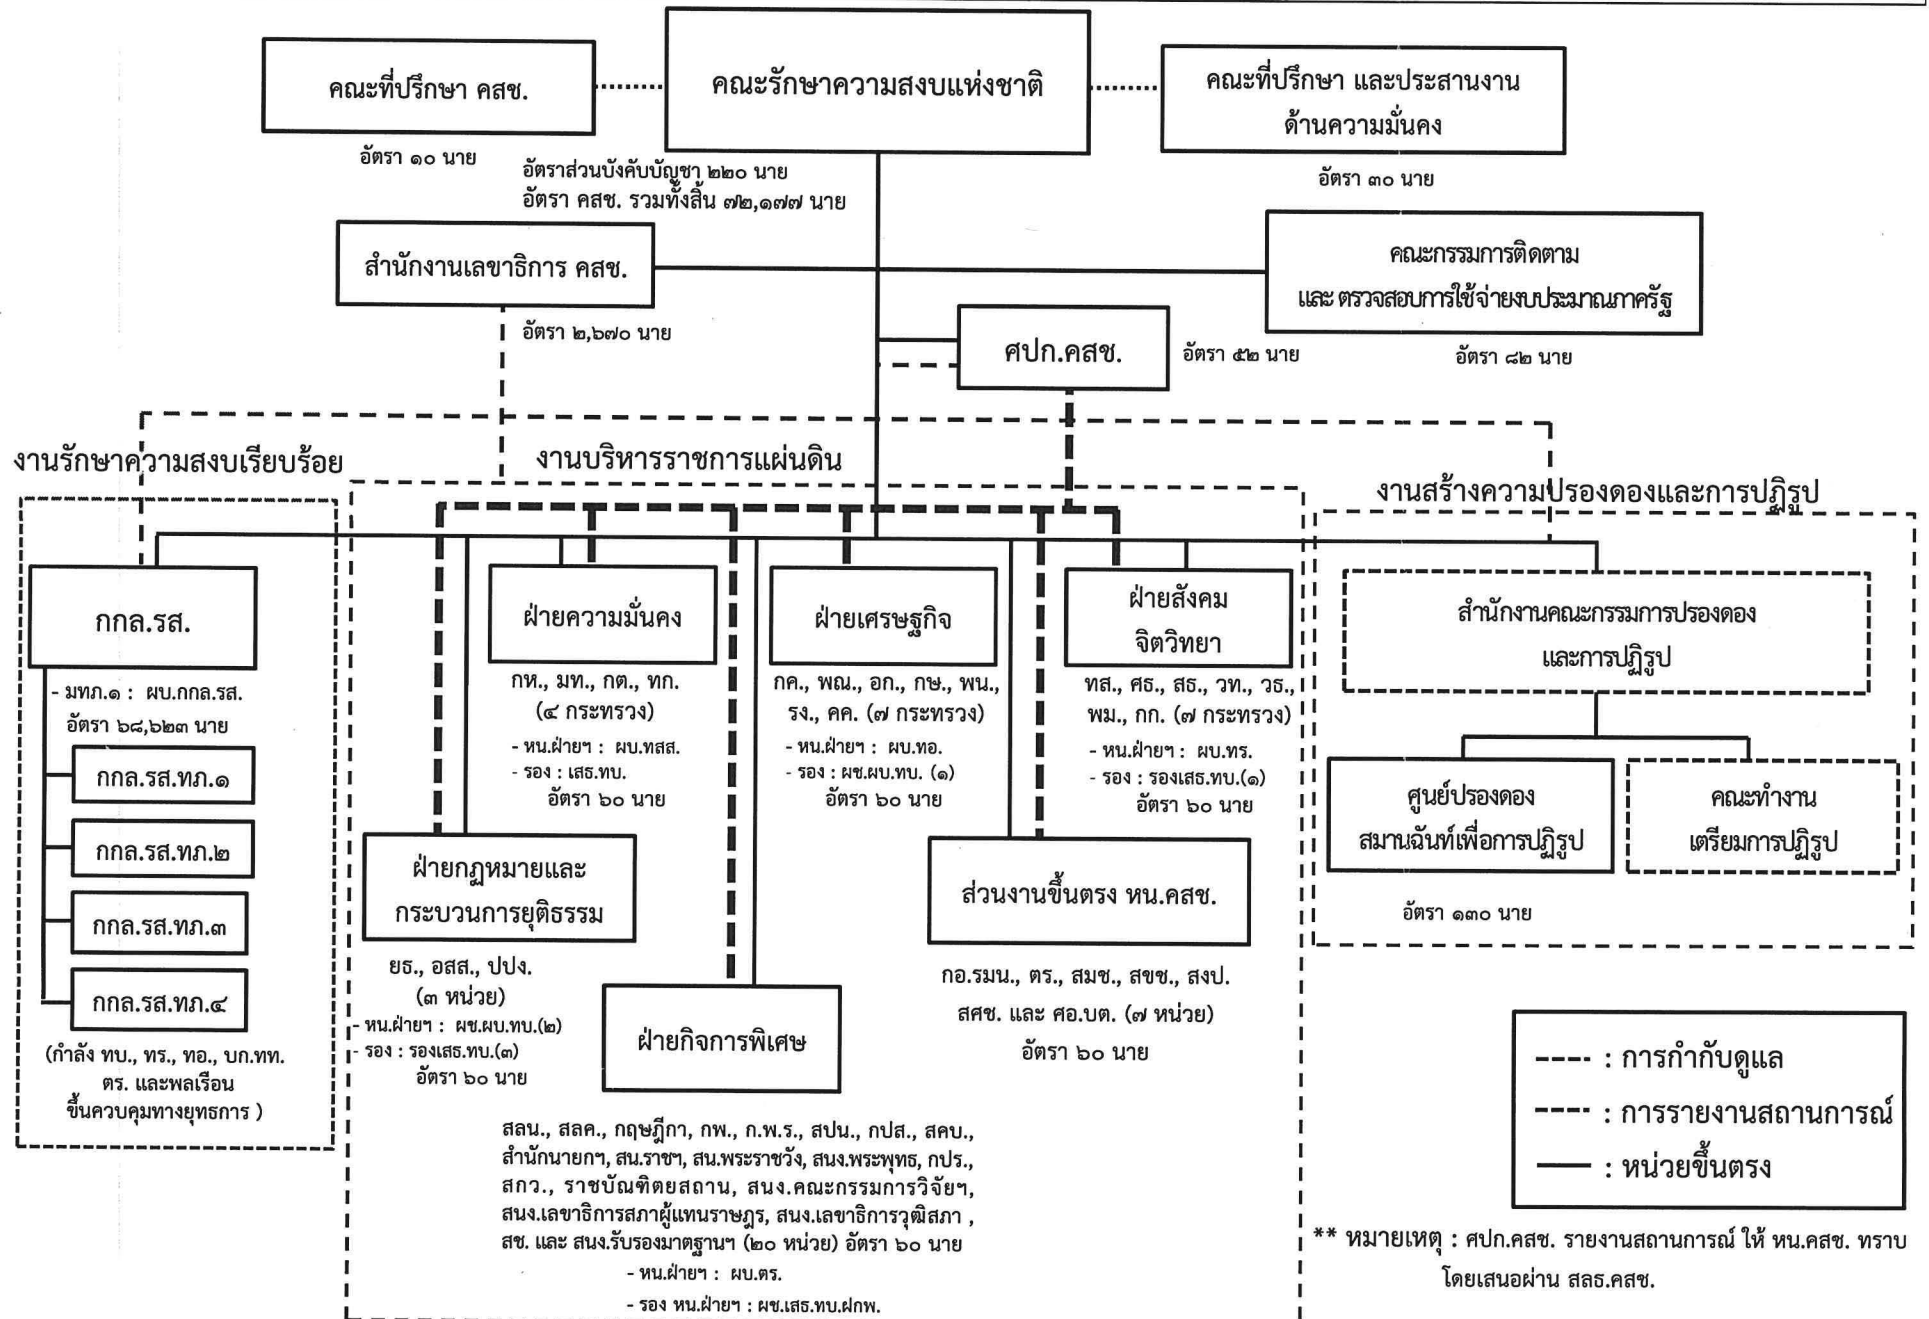 คณะที่ปรึกษา คสช.
อัตรา ๑๐ นาย
คณะรักษาความสงบแห่งชาติ
อัตราส่วนบังคับบัญชา ๒๒๐ นาย
อัตรา คสช. รวมทั้งสิ้น ๗๒,๑๗๗ นาย
คณะที่ปรึกษา และประสานงาน
ด้านความมั่นคง
อัตรา ๓๐ นาย
สำนักงานเลขาธิการ คสช.
อัตรา ๒,๖๗๐ นาย
คณะกรรมการติดตาม
และ ตรวจสอบการใช้จ่ายงบประมาณภาครัฐ
อัตรา ๘๒ นาย
ศปก.คสช.
อัตรา ๕๒ นาย
งานรักษาความสงบเรียบร้อย
กกล.รส.
- มทภ.๑ : ผบ.กกล.รส.
อัตรา ๖๘,๖๒๓ นาย
กกล.รส.ทภ.๑
กกล.รส.ทภ.๒
กกล.รส.ทภ.๓
กกล.รส.ทภ.๔
(กำลัง ทบ., ทร., ทอ., บก.ทท.
ตร. และพลเรือน
ขึ้นควบคุมทางยุทธการ )
งานบริหารราชการแผ่นดิน
ฝ่ายความมั่นคง
กห., มท., กต., ทก.
(๔ กระทรวง)
- หน.ฝ่ายฯ : ผบ.ทสส.
- รอง : เสธ.ทบ.
อัตรา ๖๐ นาย
ฝ่ายเศรษฐกิจ
กค., พณ., อก., กษ., พน.,
รง., คค. (๗ กระทรวง)
- หน.ฝ่ายฯ : ผบ.ทอ.
- รอง : ผช.ผบ.ทบ. (๑)
อัตรา ๖๐ นาย
ฝ่ายสังคม
จิตวิทยา
ทส., ศธ., สธ., วท., วธ.,
พม., กก. (๗ กระทรวง)
- หน.ฝ่ายฯ : ผบ.ทร.
- รอง : รองเสธ.ทบ.(๑)
อัตรา ๖๐ นาย
ฝ่ายกฏหมายและ
กระบวนการยุติธรรม
ยธ., อสส., ปปง.
(๓ หน่วย)
- หน.ฝ่ายฯ : ผช.ผบ.ทบ.(๒)
- รอง : รองเสธ.ทบ.(๓)
อัตรา ๖๐ นาย
ฝ่ายกิจการพิเศษ
สลน., สลค., กฤษฎีกา, กพ., ก.พ.ร., สปน., กปส., สคบ.,
สำนักนายกฯ, สน.ราชฯ, สน.พระราชวัง, สนง.พระพุทธ, กปร.,
สกว., ราชบัณฑิตยสถาน, สนง.คณะกรรมการวิจัยฯ,
สนง.เลขาธิการสภาผู้แทนราษฎร, สนง.เลขาธิการวุฒิสภา ,
สช. และ สนง.รับรองมาตฐานฯ (๒๐ หน่วย) อัตรา ๖๐ นาย
- หน.ฝ่ายฯ : ผบ.ตร.
- รอง หน.ฝ่ายฯ : ผช.เสธ.ทบ.ฝกพ.
ส่วนงานขึ้นตรง หน.คสช.
กอ.รมน., ตร., สมช., สขช., สงป.
สศช. และ ศอ.บต. (๗ หน่วย)
อัตรา ๖๐ นาย
งานสร้างความปรองดองและการปฏิรูป
สำนักงานคณะกรรมการปรองดอง
และการปฏิรูป
ศูนย์ปรองดอง
สมานฉันท์เพื่อการปฏิรูป
คณะทำงาน
เตรียมการปฏิรูป
อัตรา ๑๓๐ นาย
: การกำกับดูแล
: การรายงานสถานการณ์
: หน่วยขึ้นตรง
** หมายเหตุ : ศปก.คสช. รายงานสถานการณ์ ให้ หน.คสช. ทราบ
โดยเสนอผ่าน สลธ.คสช.